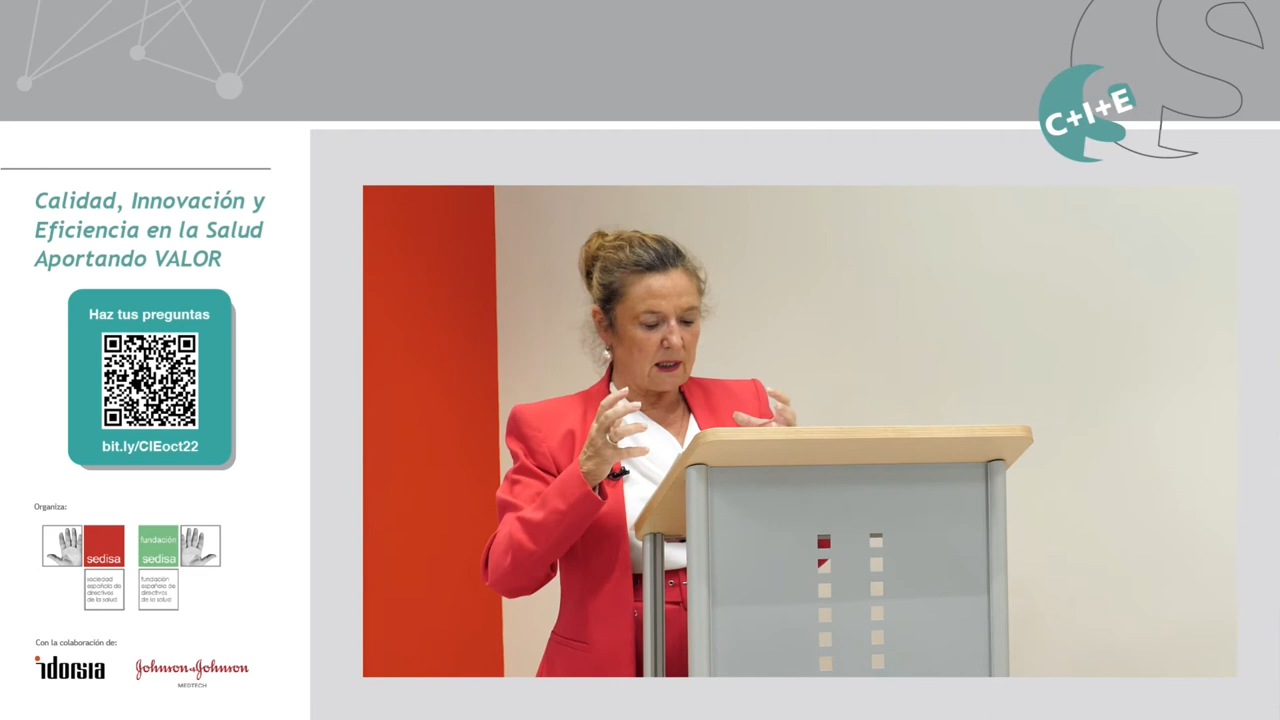 C+I+E
Calidad, Innovación y
Eficiencia en la Salud
Aportando VALOR
Haz tus preguntas
bit.ly/CIEoct22
Organiza:
sedisa
sociedad
española de
directivos
de la salud
fundación
sedisa
fundación
española de
directivos
de la salud
Con la colaboración de:
idorsia
Johnson & Johnson
MEDTECH